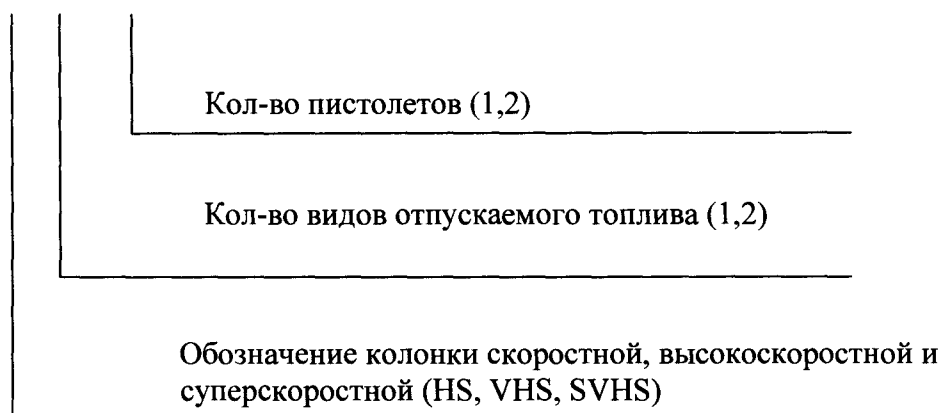 Кол-во пистолетов (1,2)
Кол-во видов отпускаемого топлива (1,2)
Обозначение колонки скоростной, высокоскоростной и
суперскоростной (HS, VHS, SVHS)